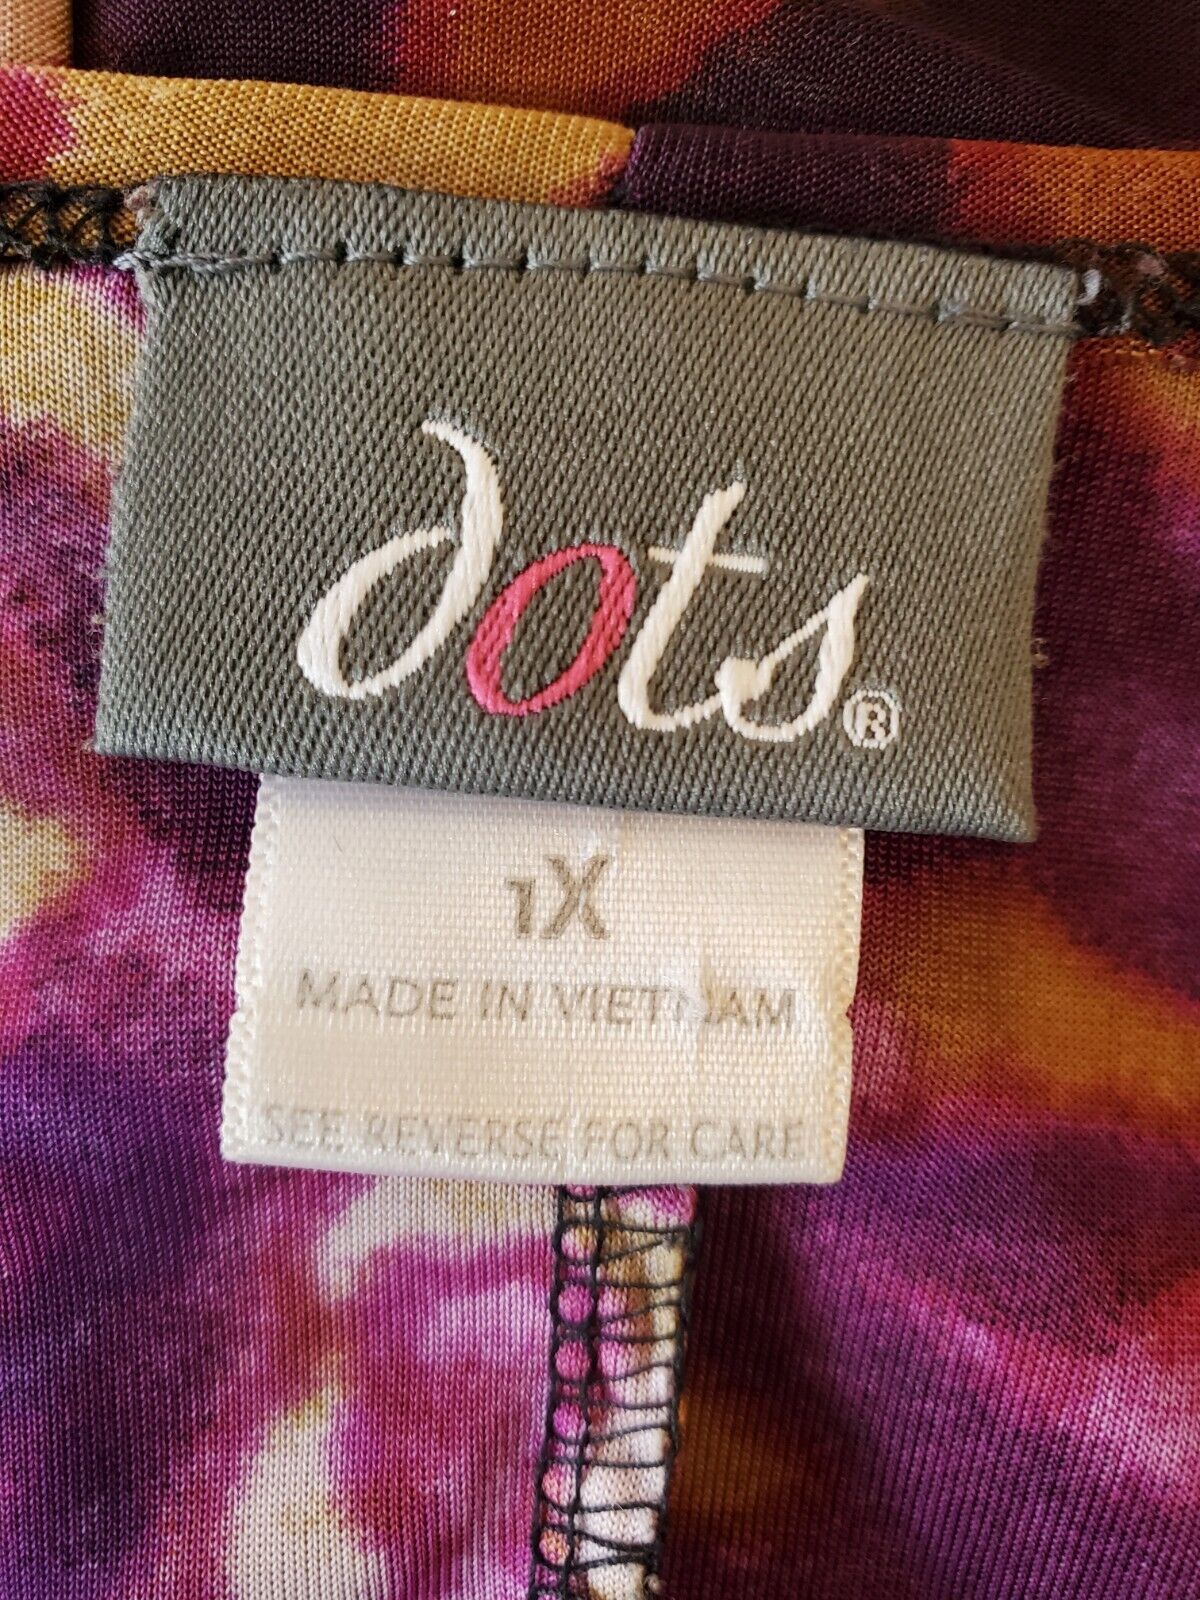 dots®
1X
MADE IN VIETNAM
SEE REVERSE FOR CARE